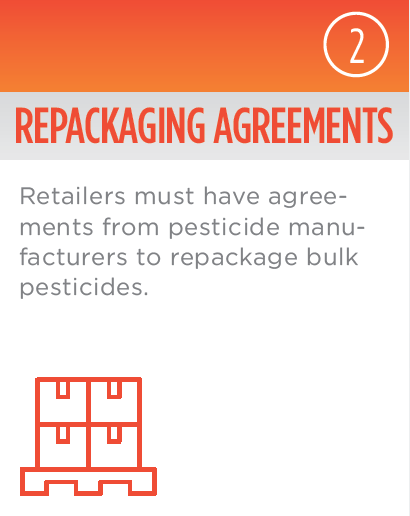 2
REPACKAGING AGREEMENTS
Retailers must have agree-
ments from pesticide manu-
facturers to repackage bulk
pesticides.